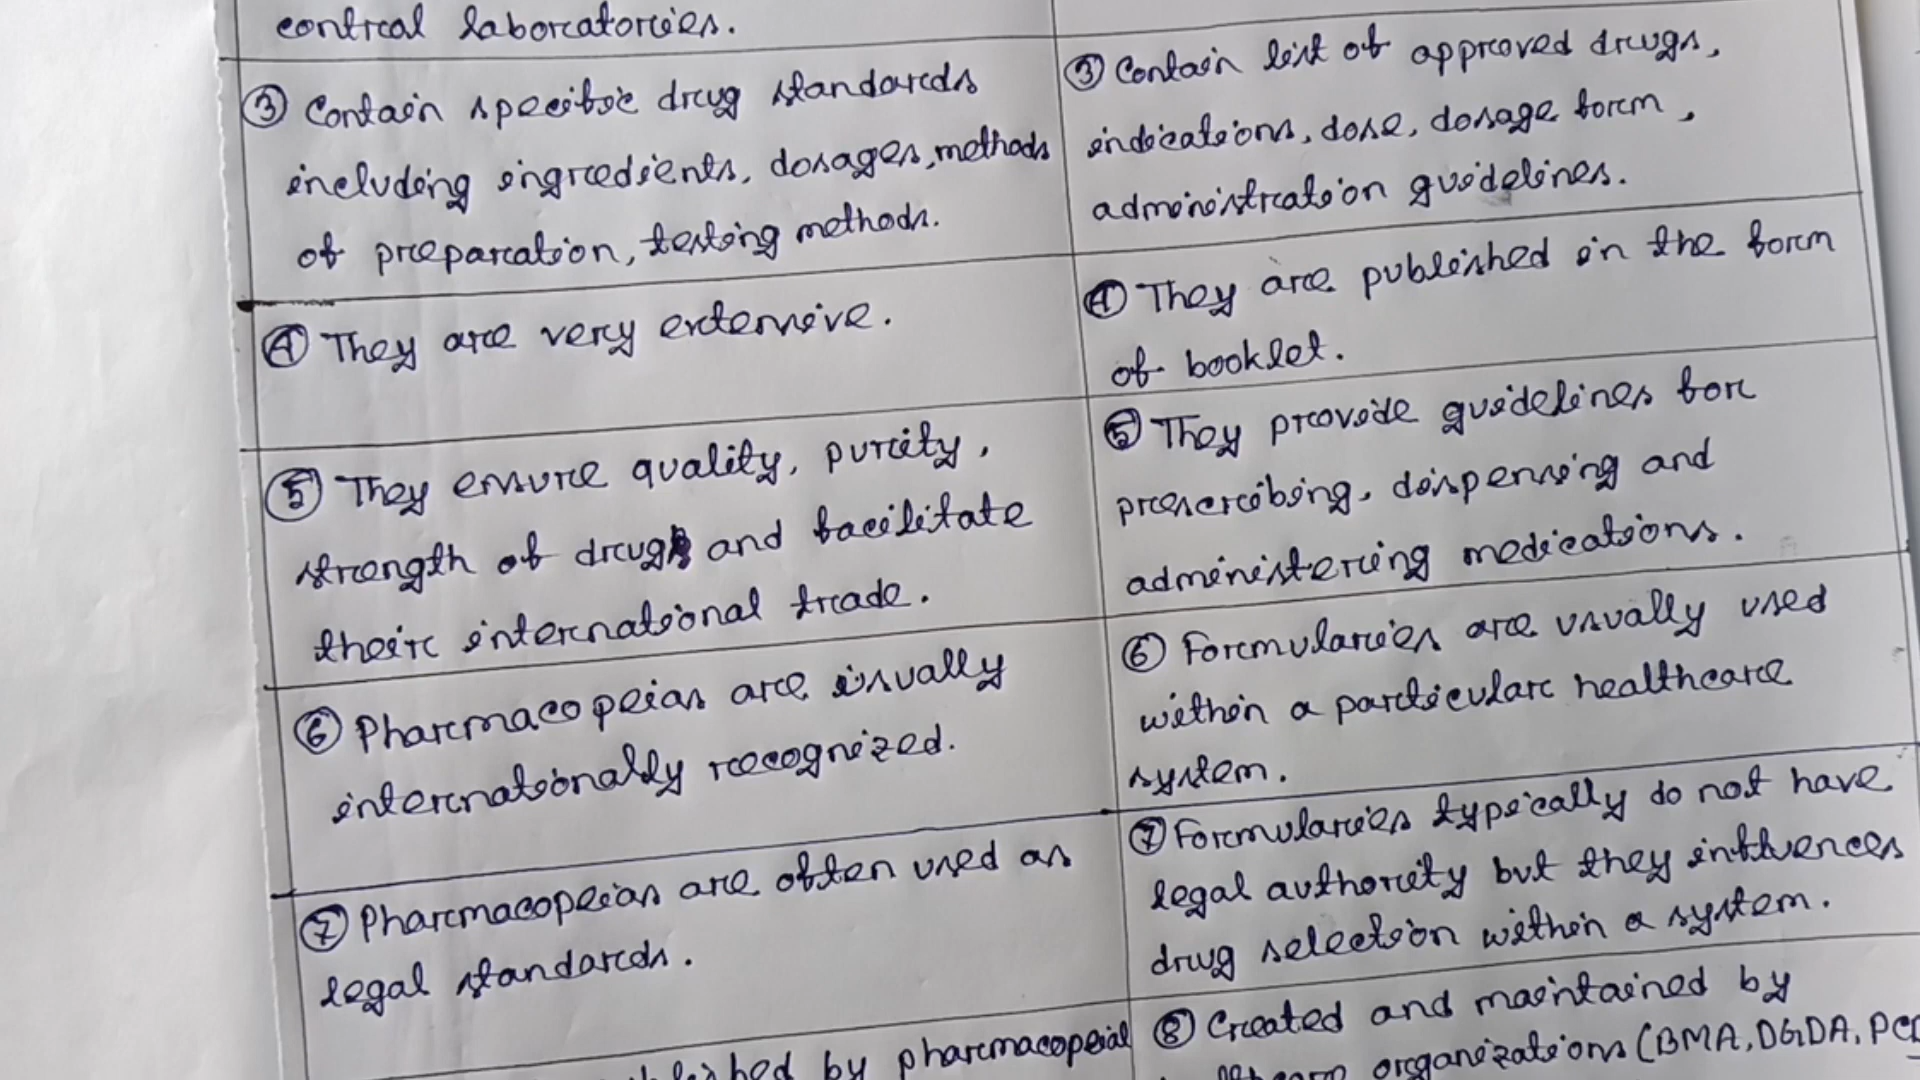 control laboratories.
③ Contain specific drug standards
including ingredients, dosages, methods
of preparation, testing methods.
③ Contain list of approved drugs,
indications, dose, dosage form,
administration guidelines.
④ They are very extensive.
④ They are published in the form
of booklet.
⑤ They ensure quality, purity,
strength of drugs and facilitate
their international trade.
⑤ They provide guidelines for
prescribing, dispensing and
administering medications.
⑥ Pharmacopeias are usually
internationally recognized.
⑥ Formularies are usually used
within a particular healthcare
system.
⑦ Pharmacopeias are often used as
legal standards.
⑦ Formularies typically do not have
legal authority but they influences
drug selection within a system.
by pharmacopeial
⑧ Created and maintained by
organizations (BMA, DGDA,